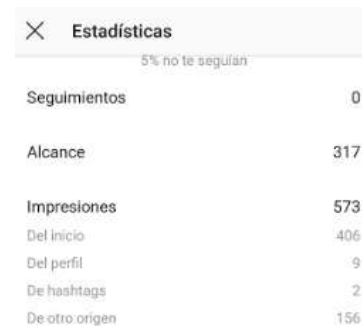 Estadísticas
5% no te seguían
Seguimientos 0
Alcance 317
Impresiones 573
Del inicio 406
Del perfil 9
De hashtags 2
De otro origen 156